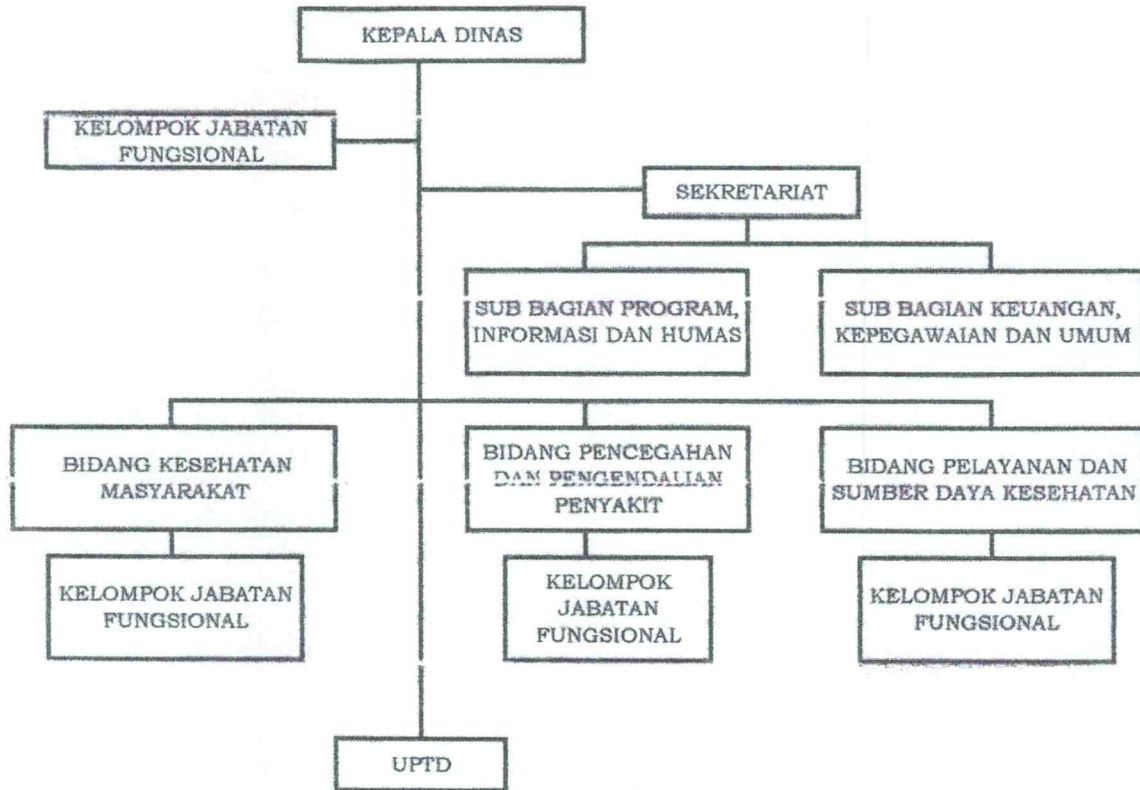 KEPALA DINAS
KELOMPOK JABATAN
FUNGSIONAL
SEKRETARIAT
SUB BAGIAN PROGRAM,
INFORMASI DAN HUMAS
SUB BAGIAN KEUANGAN,
KEPEGAWAIAN DAN UMUM
BIDANG KESEHATAN
MASYARAKAT
BIDANG PENCEGAHAN
DAN PENGENDALIAN
PENYAKIT
BIDANG PELAYANAN DAN
SUMBER DAYA KESEHATAN
KELOMPOK JABATAN
FUNGSIONAL
KELOMPOK
JABATAN
FUNGSIONAL
KELOMPOK JABATAN
FUNGSIONAL
UPTD